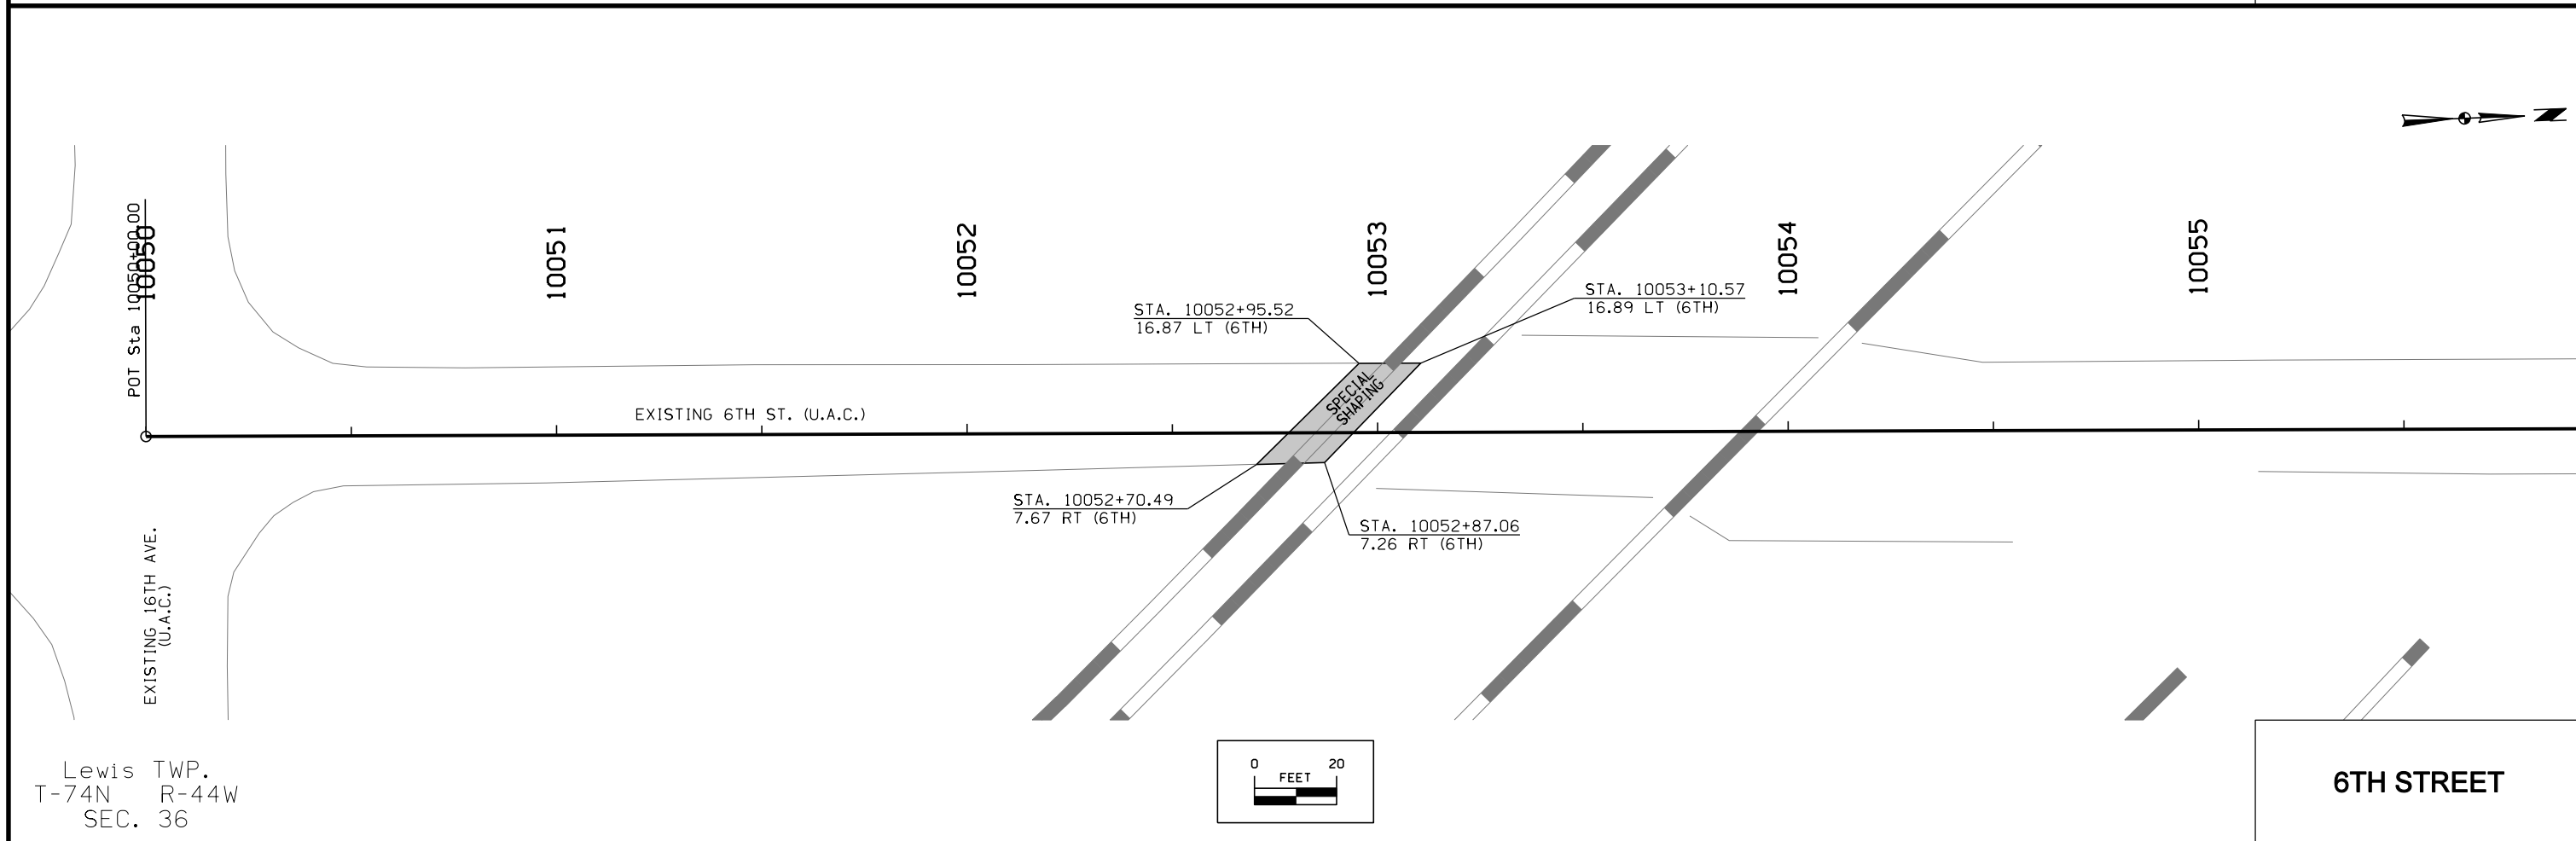 POT Sta 10050+00.00
10050
10051
10052
10053
10054
10055
N
STA. 10053+10.57
16.89 LT (6TH)
STA. 10052+95.52
16.87 LT (6TH)
SPECIAL
SHAPING
EXISTING 6TH ST. (U.A.C.)
STA. 10052+70.49
7.67 RT (6TH)
STA. 10052+87.06
7.26 RT (6TH)
EXISTING 16TH AVE.
(U.A.C.)
Lewis TWP.
T-74N R-44W
SEC. 36
0 20
FEET
6TH STREET